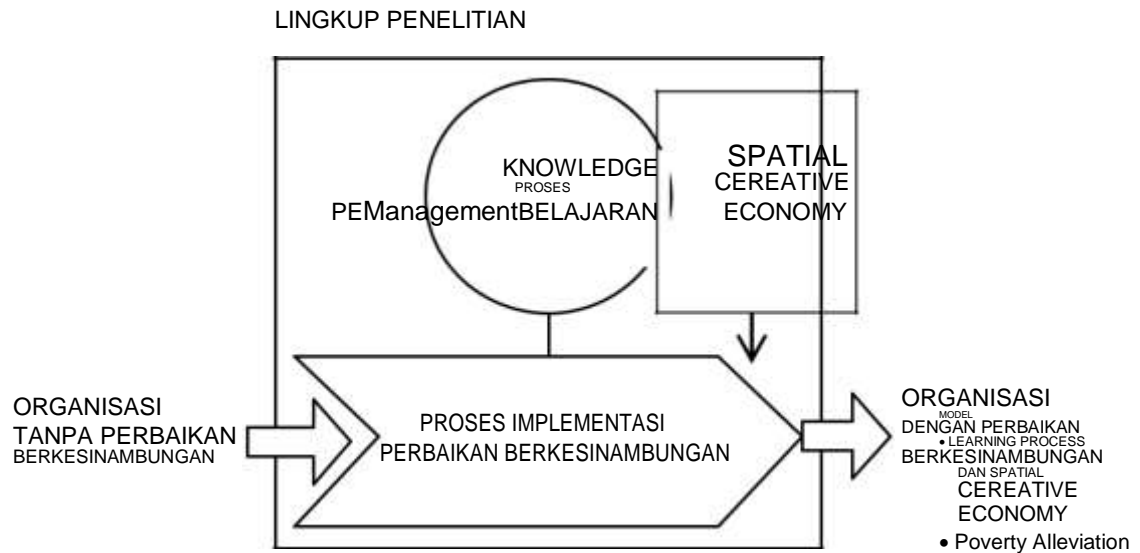 LINGKUP PENELITIAN
KNOWLEDGE
PROSES
PEManagementBELAJARAN
SPATIAL
CEREATIVE
ECONOMY
ORGANISASI
TANPA PERBAIKAN
BERKESINAMBUNGAN
PROSES IMPLEMENTASI
PERBAIKAN BERKESINAMBUNGAN
ORGANISASI
MODEL
DENGAN PERBAIKAN
• LEARNING PROCESS
BERKESINAMBUNGAN
DAN SPATIAL
CEREATIVE
ECONOMY
• Poverty Alleviation